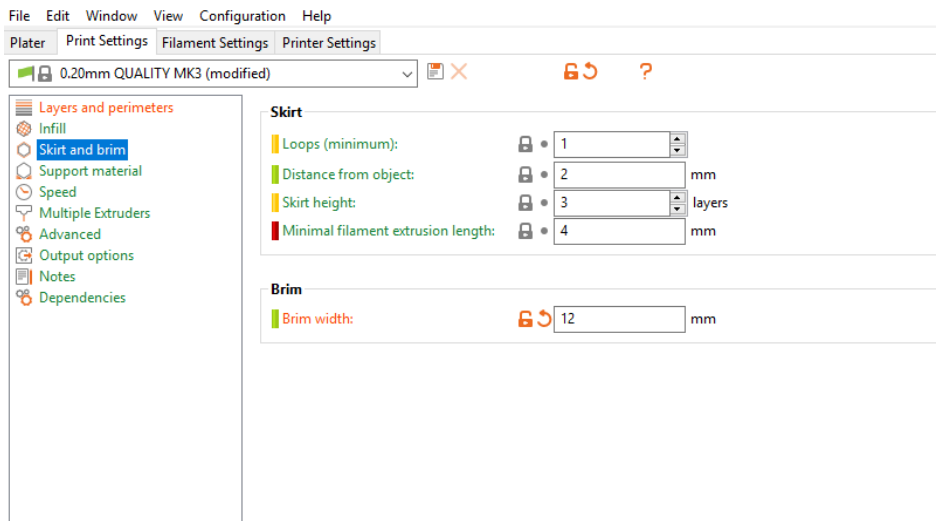 File Edit Window View Configuration Help
Plater Print Settings Filament Settings Printer Settings
0.20mm QUALITY MK3 (modified)
?
Layers and perimeters
Infill
Skirt and brim
Support material
Speed
Multiple Extruders
Advanced
Output options
Notes
Dependencies
Skirt
Loops (minimum): 1
Distance from object: 2 mm
Skirt height: 3 layers
Minimal filament extrusion length: 4 mm
Brim
Brim width: 12 mm